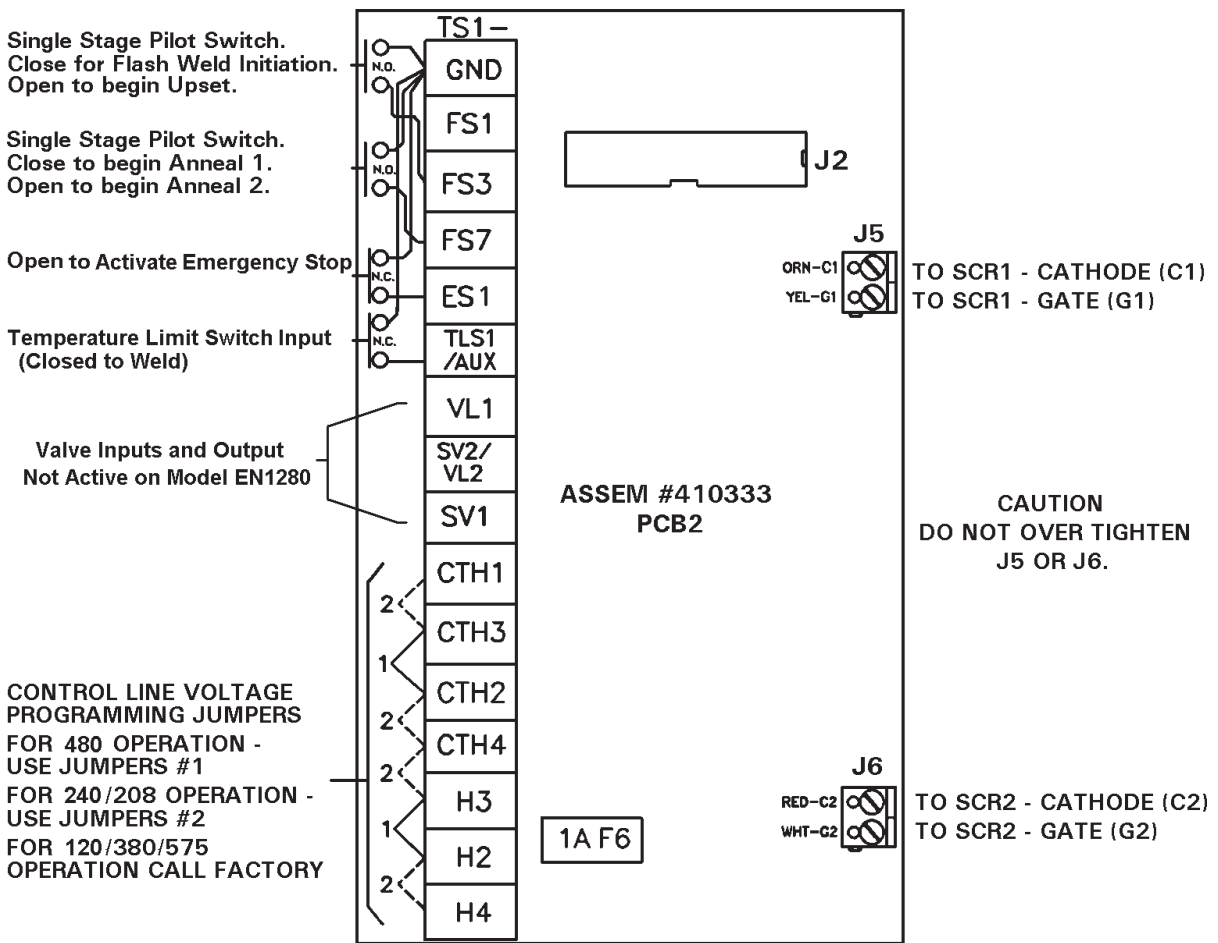 TS1-
Single Stage Pilot Switch.
Close for Flash Weld Initiation.
Open to begin Upset.
N.O.
GND
FS1
Single Stage Pilot Switch.
Close to begin Anneal 1.
Open to begin Anneal 2.
N.O.
FS3
FS7
Open to Activate Emergency Stop
N.C.
ES1
Temperature Limit Switch Input
(Closed to Weld)
N.C.
TLS1
/AUX
VL1
Valve Inputs and Output
Not Active on Model EN1280
SV2/
VL2
SV1
CTH1
2
CTH3
1
CTH2
2
CTH4
2
H3
1
H2
2
H4
CONTROL LINE VOLTAGE
PROGRAMMING JUMPERS
FOR 480 OPERATION -
USE JUMPERS #1
FOR 240/208 OPERATION -
USE JUMPERS #2
FOR 120/380/575
OPERATION CALL FACTORY
J2
J5
ORN-C1
TO SCR1 - CATHODE (C1)
YEL-G1
TO SCR1 - GATE (G1)
ASSEM #410333
PCB2
CAUTION
DO NOT OVER TIGHTEN
J5 OR J6.
J6
RED-C2
TO SCR2 - CATHODE (C2)
WHT-G2
TO SCR2 - GATE (G2)
1A F6